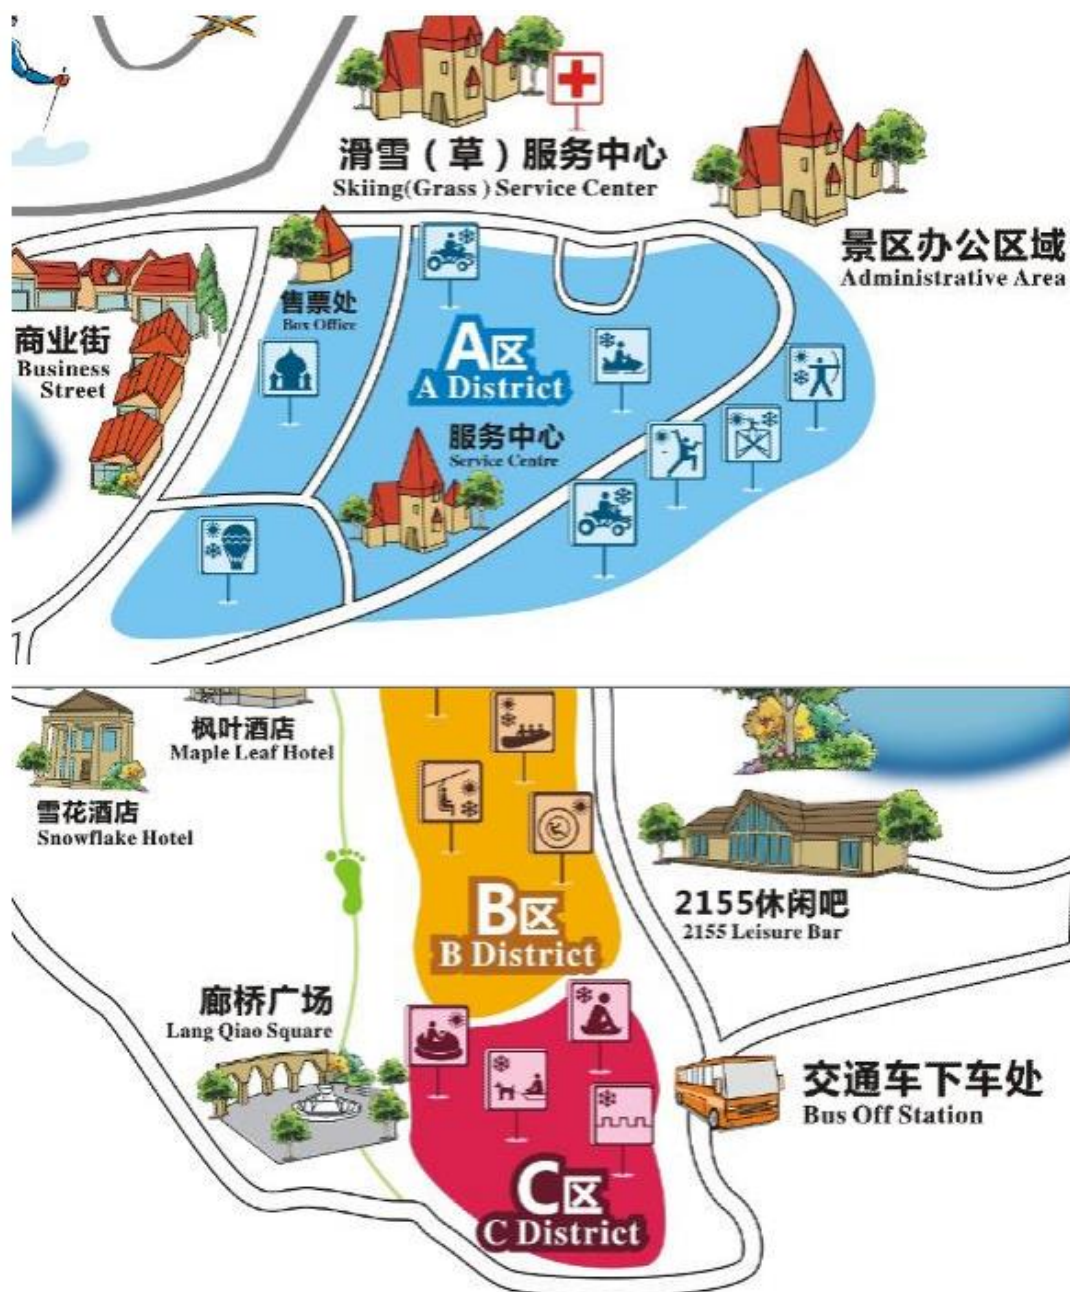 滑雪（草）服务中心
Skiing(Grass ) Service Center
景区办公区域
Administrative Area
售票处
Box Office
商业街
Business
Street
A区
A District
服务中心
Service Centre
枫叶酒店
Maple Leaf Hotel
雪花酒店
Snowflake Hotel
2155休闲吧
2155 Leisure Bar
B区
B District
廊桥广场
Lang Qiao Square
交通车下车处
Bus Off Station
C区
C District